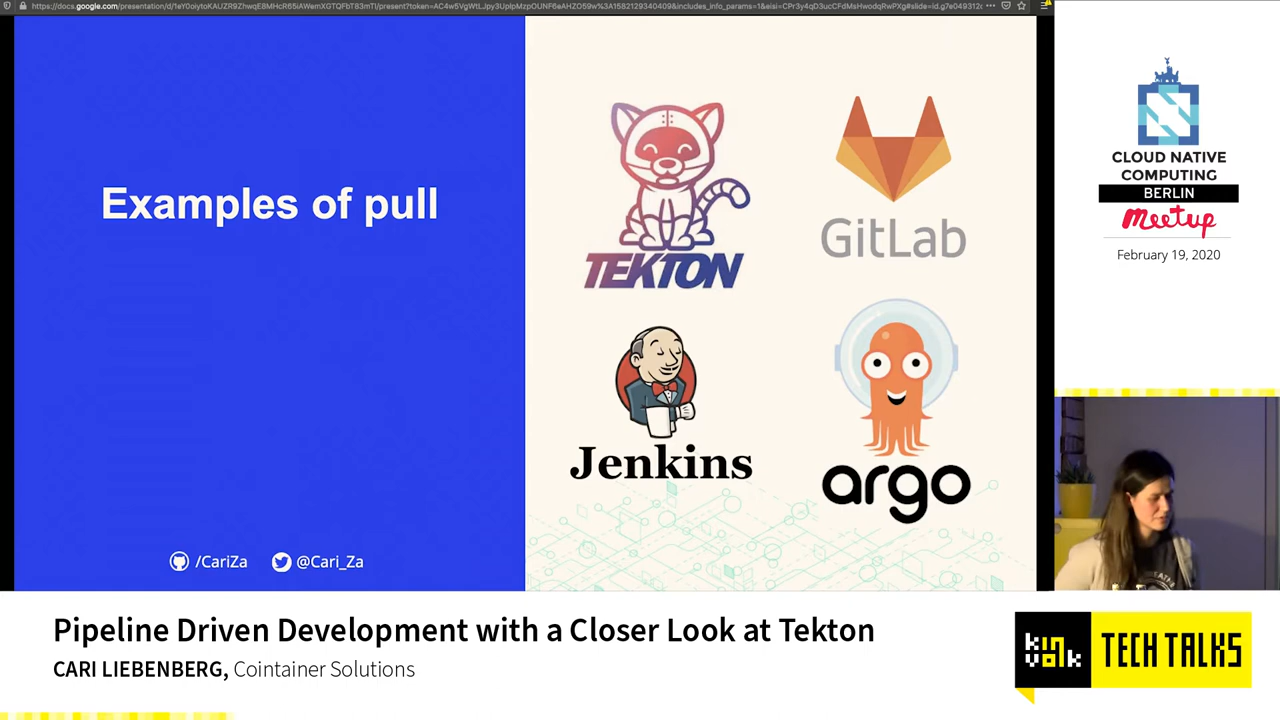 Examples of pull
/CariZa
@Cari_Za
TEKTON
GitLab
Jenkins
argo
CLOUD NATIVE
COMPUTING
BERLIN
meetup
February 19, 2020
Pipeline Driven Development with a Closer Look at Tekton
CARI LIEBENBERG, Cointainer Solutions
kinvolk
TECH TALKS